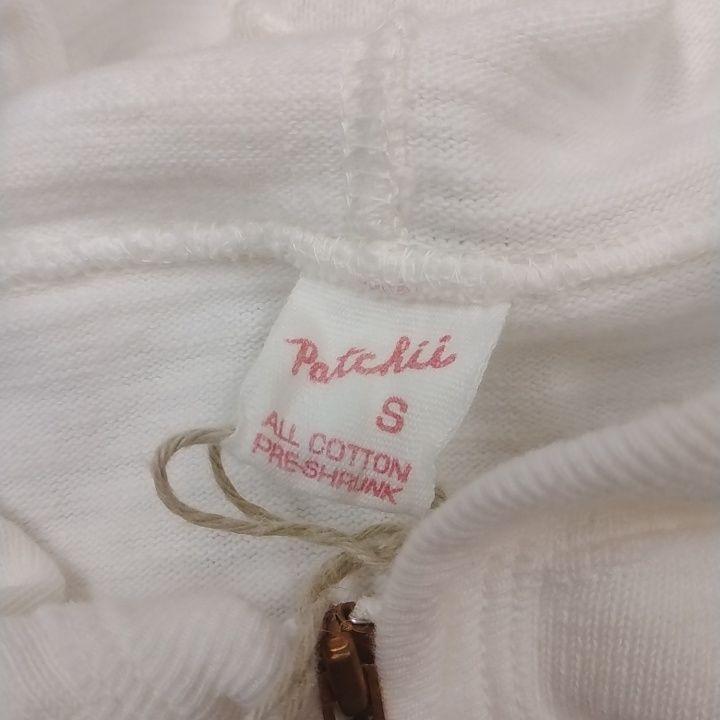 Patchii
S
ALL COTTON
PRE-SHRUNK